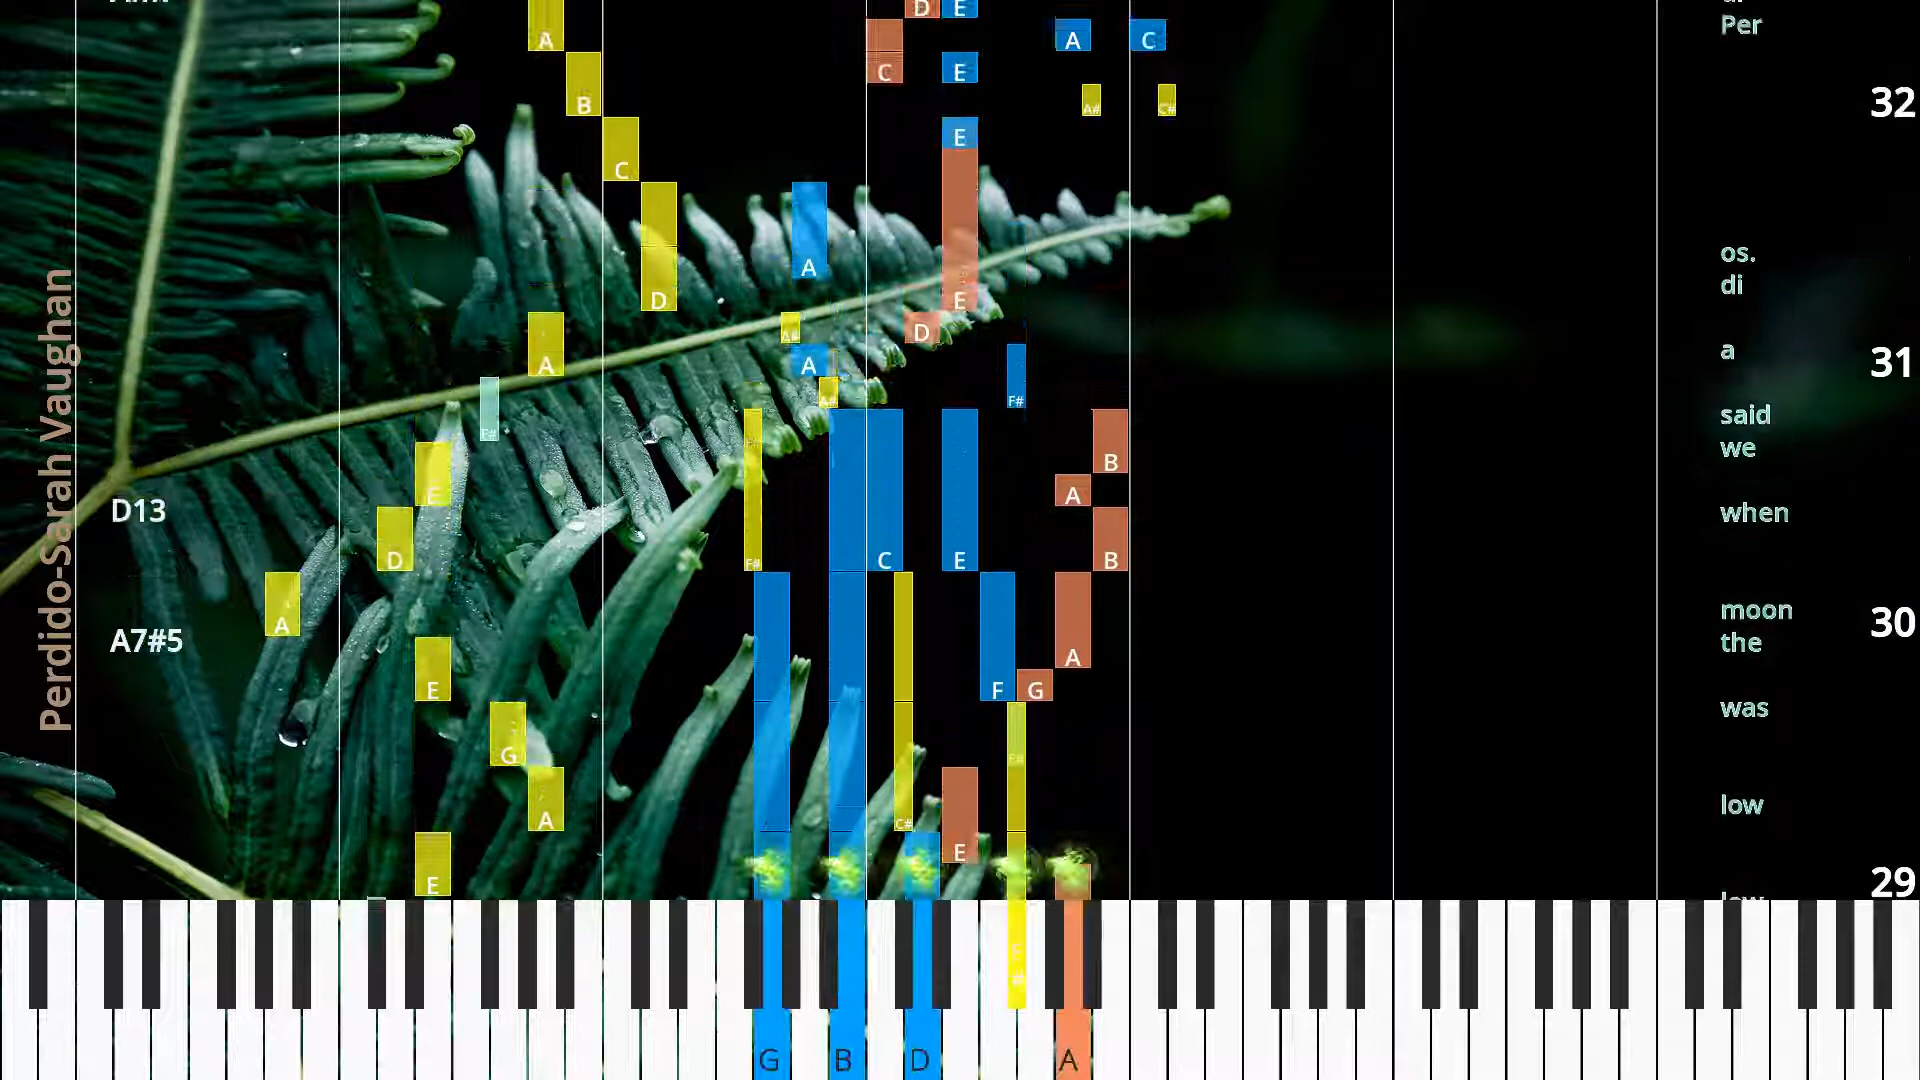 Perdido-Sarah Vaughan
D E
A A C Per
C E
B A# C# 32
E
C
A os.
D E di
A# D
A A a 31
A# F#
F# said
E B we
A
D13 when
D F# C E B
A moon 30
A7#5 the
E F G A was
G F#
A C# low
E E 29
F#
G B D A